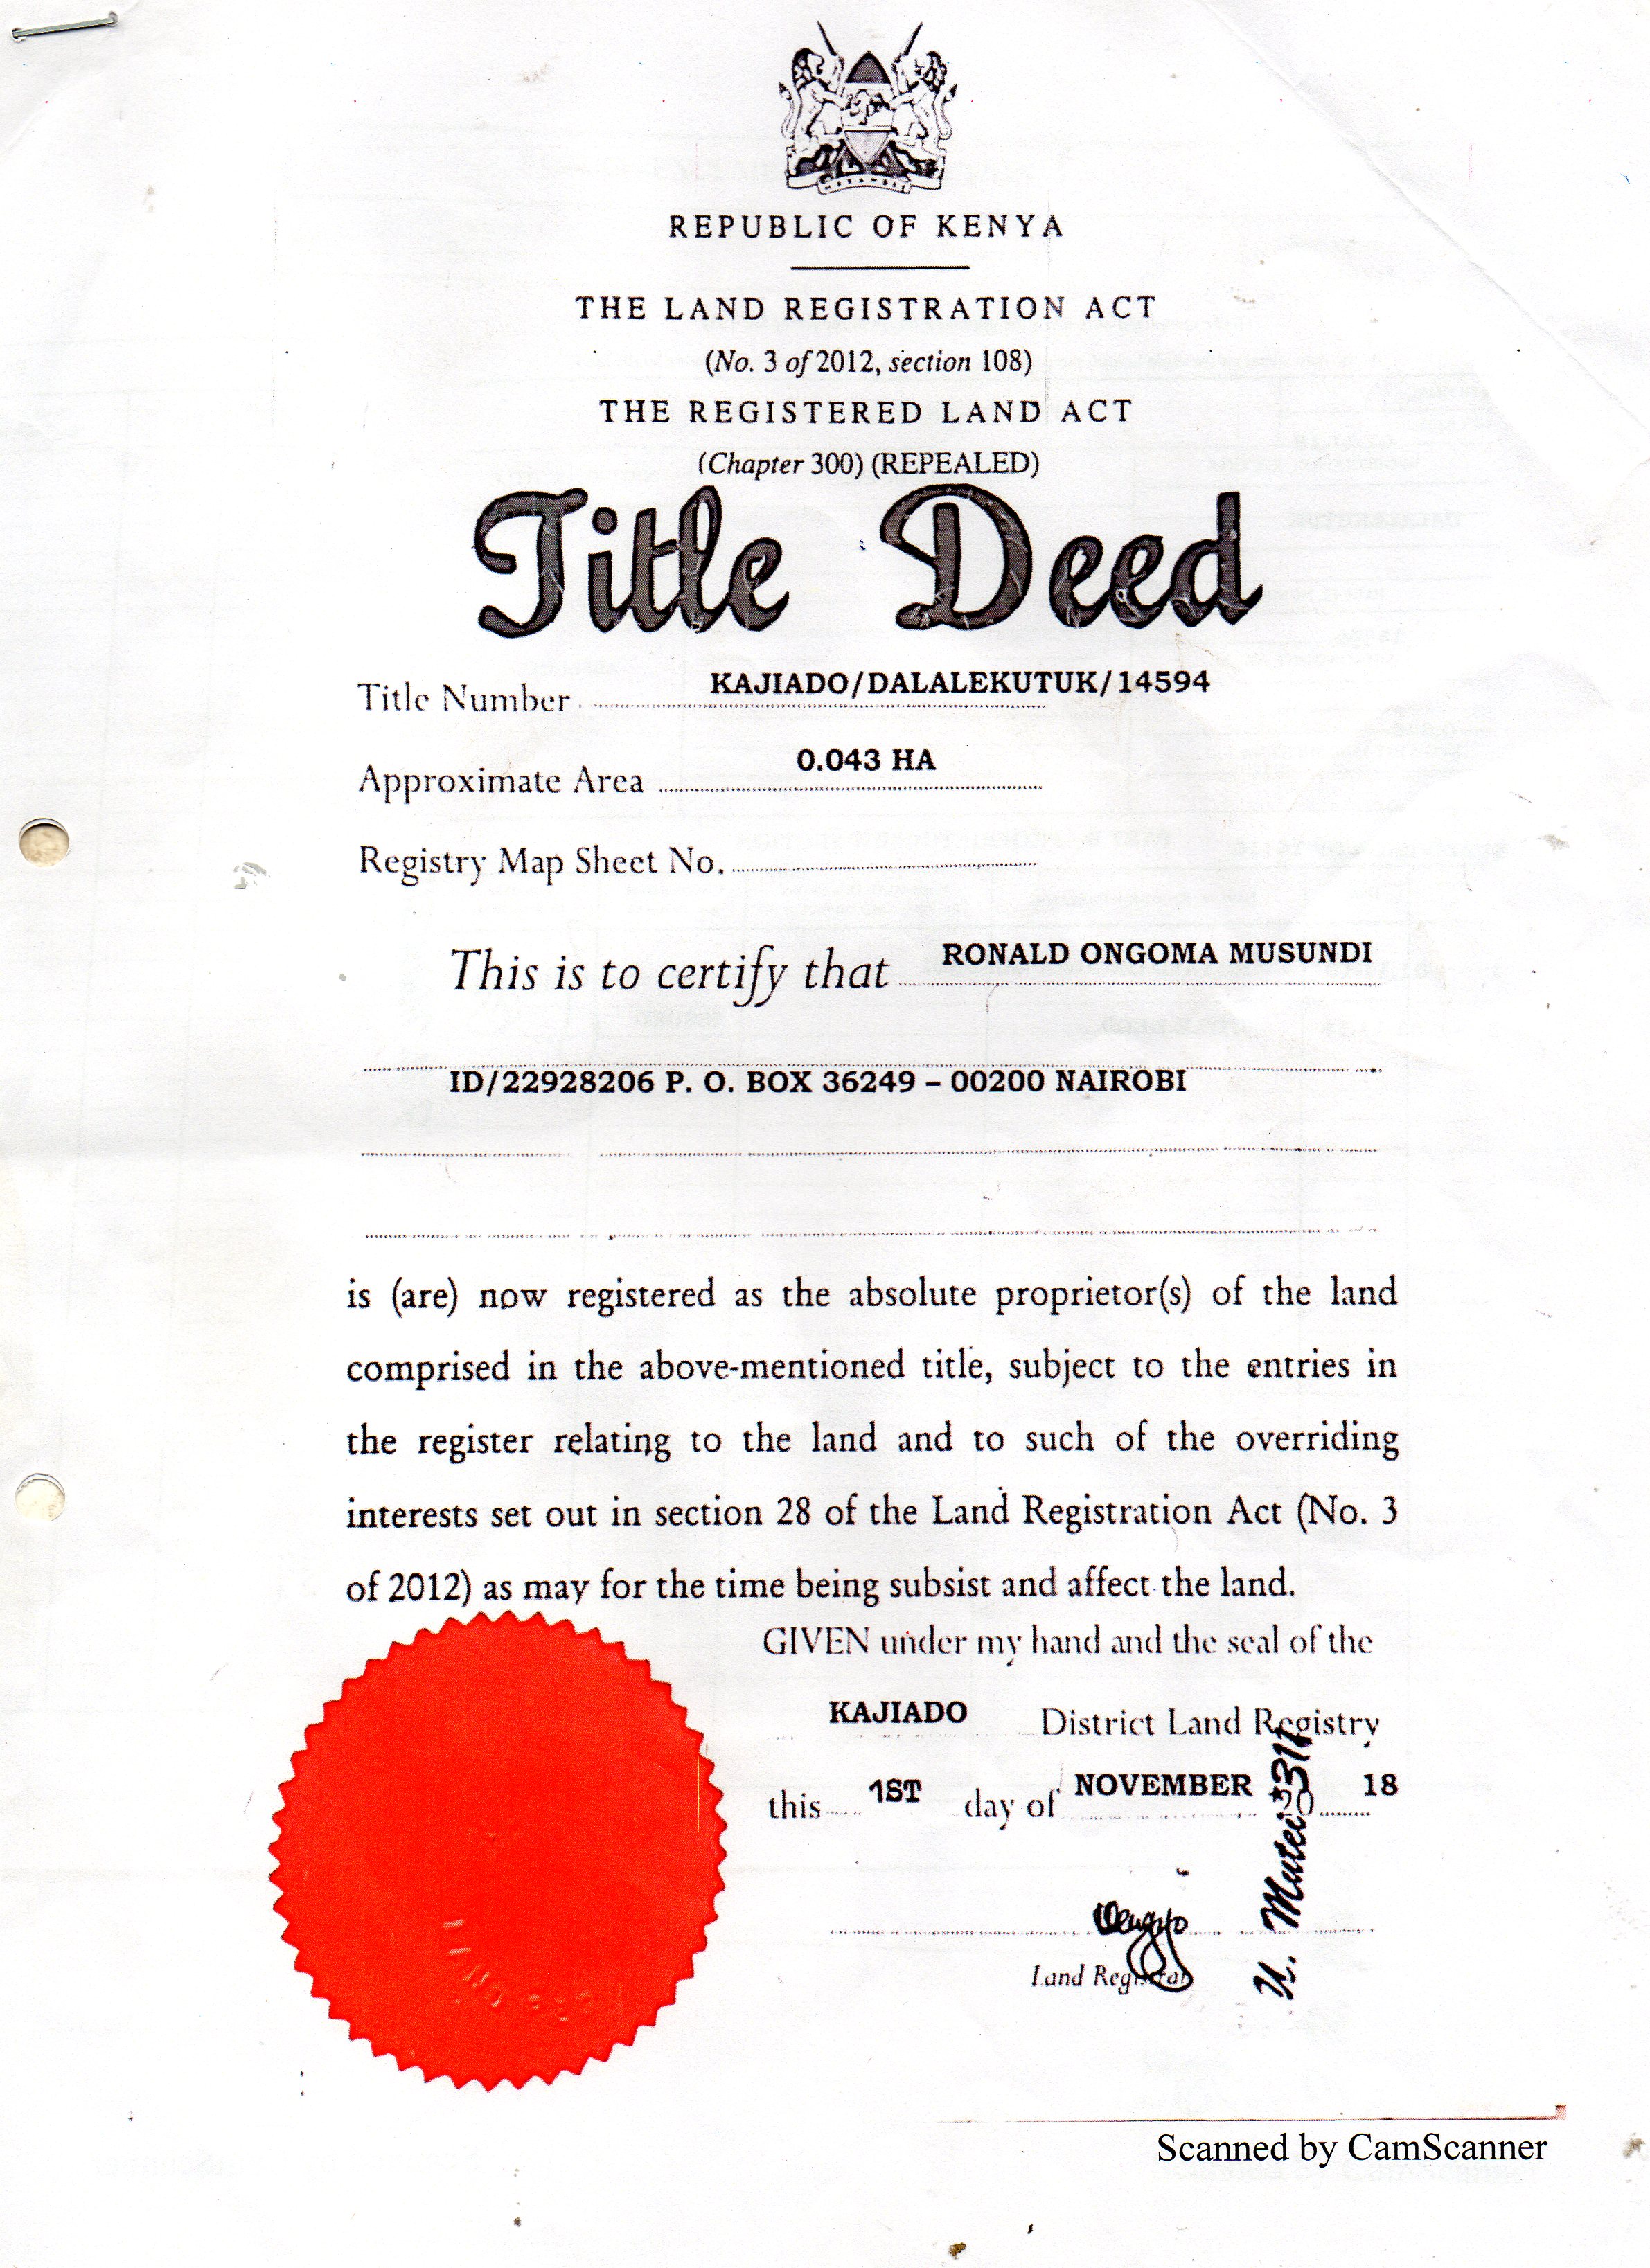 HARAMBEE
REPUBLIC OF KENYA
THE LAND REGISTRATION ACT
(No. 3 of 2012, section 108)
THE REGISTERED LAND ACT
(Chapter 300) (REPEALED)
Title Deed
Title Number KAJIADO/DALALEKUTUK/14594
Approximate Area 0.043 HA
Registry Map Sheet No.
This is to certify that RONALD ONGOMA MUSUNDI
ID/22928206 P. O. BOX 36249 – 00200 NAIROBI
is (are) now registered as the absolute proprietor(s) of the land
comprised in the above-mentioned title, subject to the entries in
the register relating to the land and to such of the overriding
interests set out in section 28 of the Land Registration Act (No. 3
of 2012) as may for the time being subsist and affect the land.
GIVEN under my hand and the seal of the
KAJIADO District Land Registry
this 1ST day of NOVEMBER 20 18
Land Registrar
Scanned by CamScanner